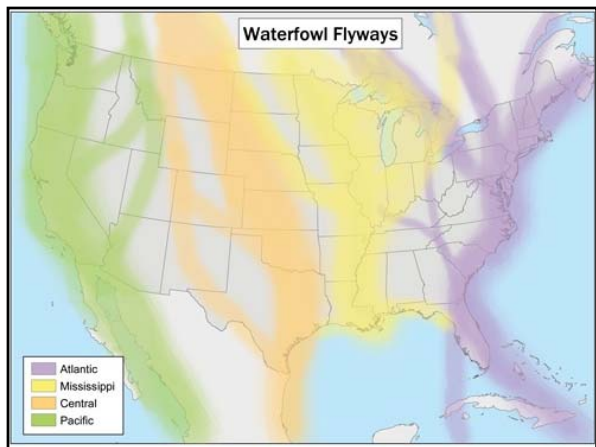 Waterfowl Flyways
Atlantic
Mississippi
Central
Pacific